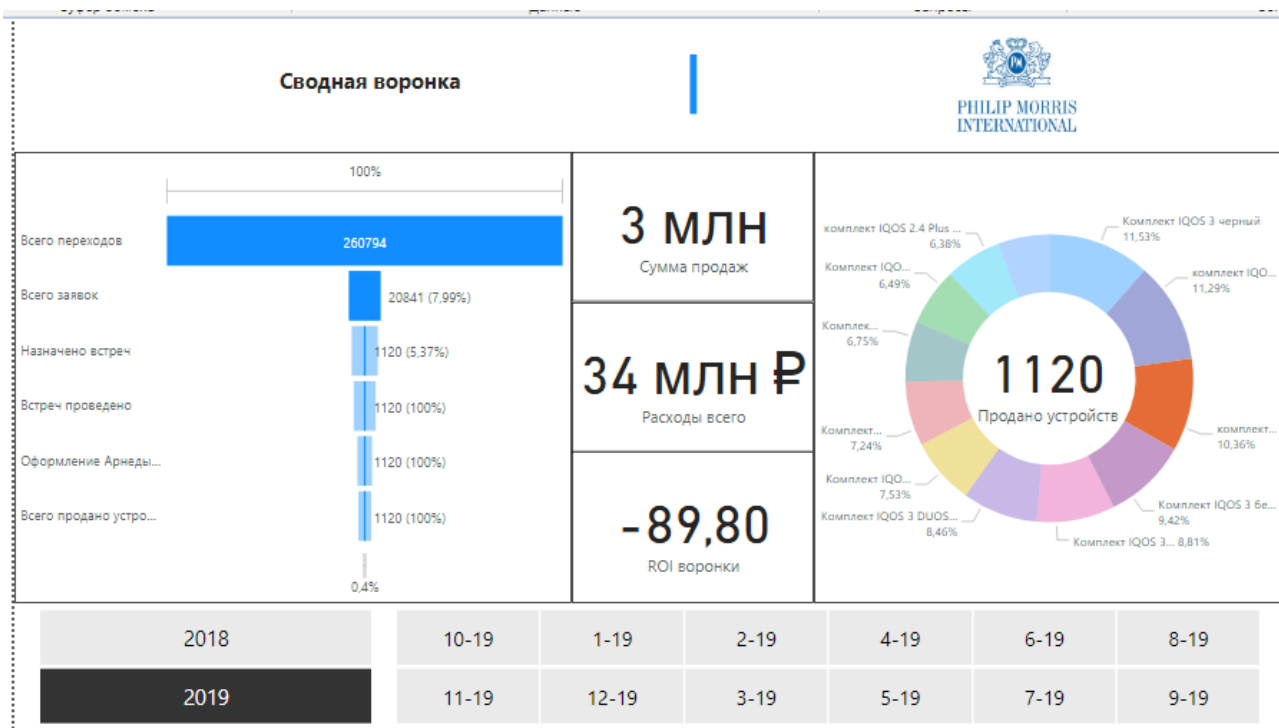 Сводная воронка
PM
PHILIP MORRIS
INTERNATIONAL
100%
Всего переходов
260794
Всего заявок
20841 (7,99%)
Назначено встреч
1120 (5,37%)
Встреч проведено
1120 (100%)
Оформление Арнеды...
1120 (100%)
Всего продано устро...
1120 (100%)
0,4%
3 млн
Сумма продаж
34 млн ₽
Расходы всего
-89,80
ROI воронки
комплект IQOS 2.4 Plus ...
6,38%
Комплект IQO...
6,49%
Комплек...
6,75%
Комплект...
7,24%
Комплект IQO...
7,53%
Комплект IQOS 3 DUOS...
8,46%
Комплект IQOS 3 черный
11,53%
комплект IQO...
11,29%
комплект...
10,36%
Комплект IQOS 3 бе...
9,42%
Комплект IQOS 3... 8,81%
1120
Продано устройств
2018
10-19
1-19
2-19
4-19
6-19
8-19
2019
11-19
12-19
3-19
5-19
7-19
9-19